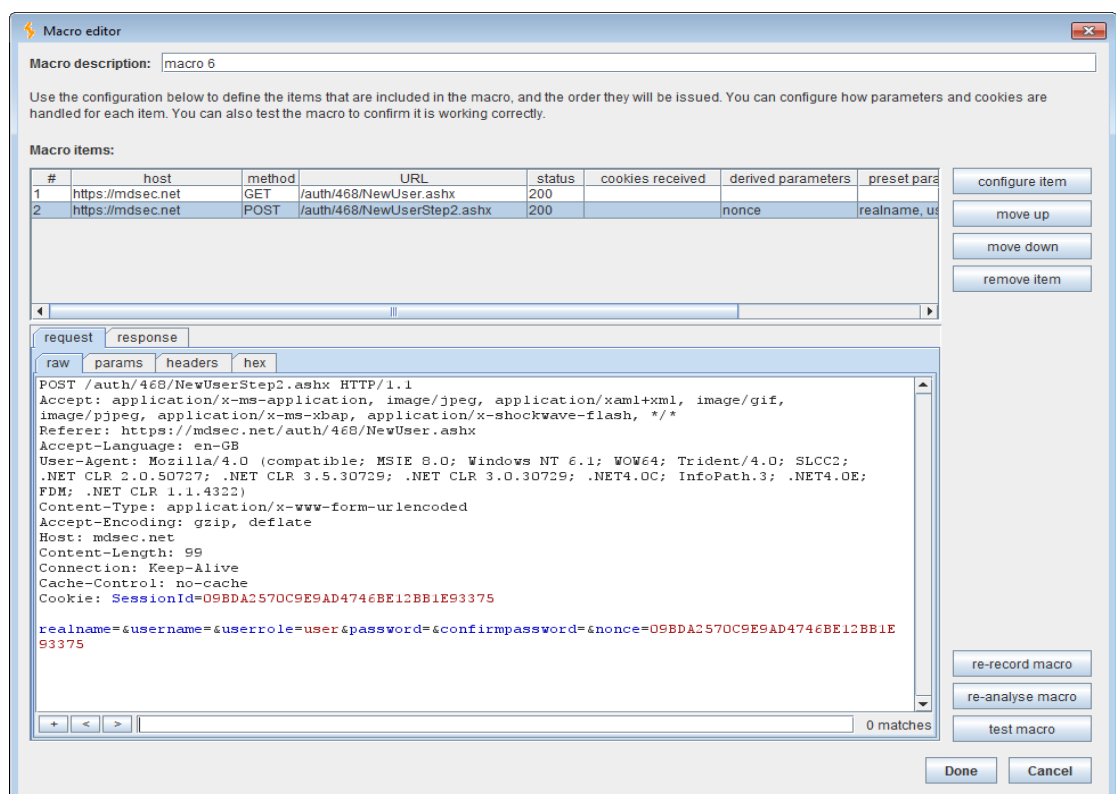 Macro editor
Macro description: macro 6
Use the configuration below to define the items that are included in the macro, and the order they will be issued. You can configure how parameters and cookies are
handled for each item. You can also test the macro to confirm it is working correctly.
Macro items:
# host method URL status cookies received derived parameters preset para
1 https://mdsec.net GET /auth/468/NewUser.ashx 200
2 https://mdsec.net POST /auth/468/NewUserStep2.ashx 200 nonce realname, us
configure item
move up
move down
remove item
request response
raw params headers hex
POST /auth/468/NewUserStep2.ashx HTTP/1.1
Accept: application/x-ms-application, image/jpeg, application/xaml+xml, image/gif,
image/pjpeg, application/x-ms-xbap, application/x-shockwave-flash, */*
Referer: https://mdsec.net/auth/468/NewUser.ashx
Accept-Language: en-GB
User-Agent: Mozilla/4.0 (compatible; MSIE 8.0; Windows NT 6.1; WOW64; Trident/4.0; SLCC2;
.NET CLR 2.0.50727; .NET CLR 3.5.30729; .NET CLR 3.0.30729; .NET4.0C; InfoPath.3; .NET4.0E;
FDM; .NET CLR 1.1.4322)
Content-Type: application/x-www-form-urlencoded
Accept-Encoding: gzip, deflate
Host: mdsec.net
Content-Length: 99
Connection: Keep-Alive
Cache-Control: no-cache
Cookie: SessionId=09BDA2570C9E9AD4746BE12BB1E93375
realname=&username=&userrole=user&password=&confirmpassword=&nonce=09BDA2570C9E9AD4746BE12BB1E
93375
re-record macro
re-analyse macro
test macro
+ < > 0 matches
Done Cancel